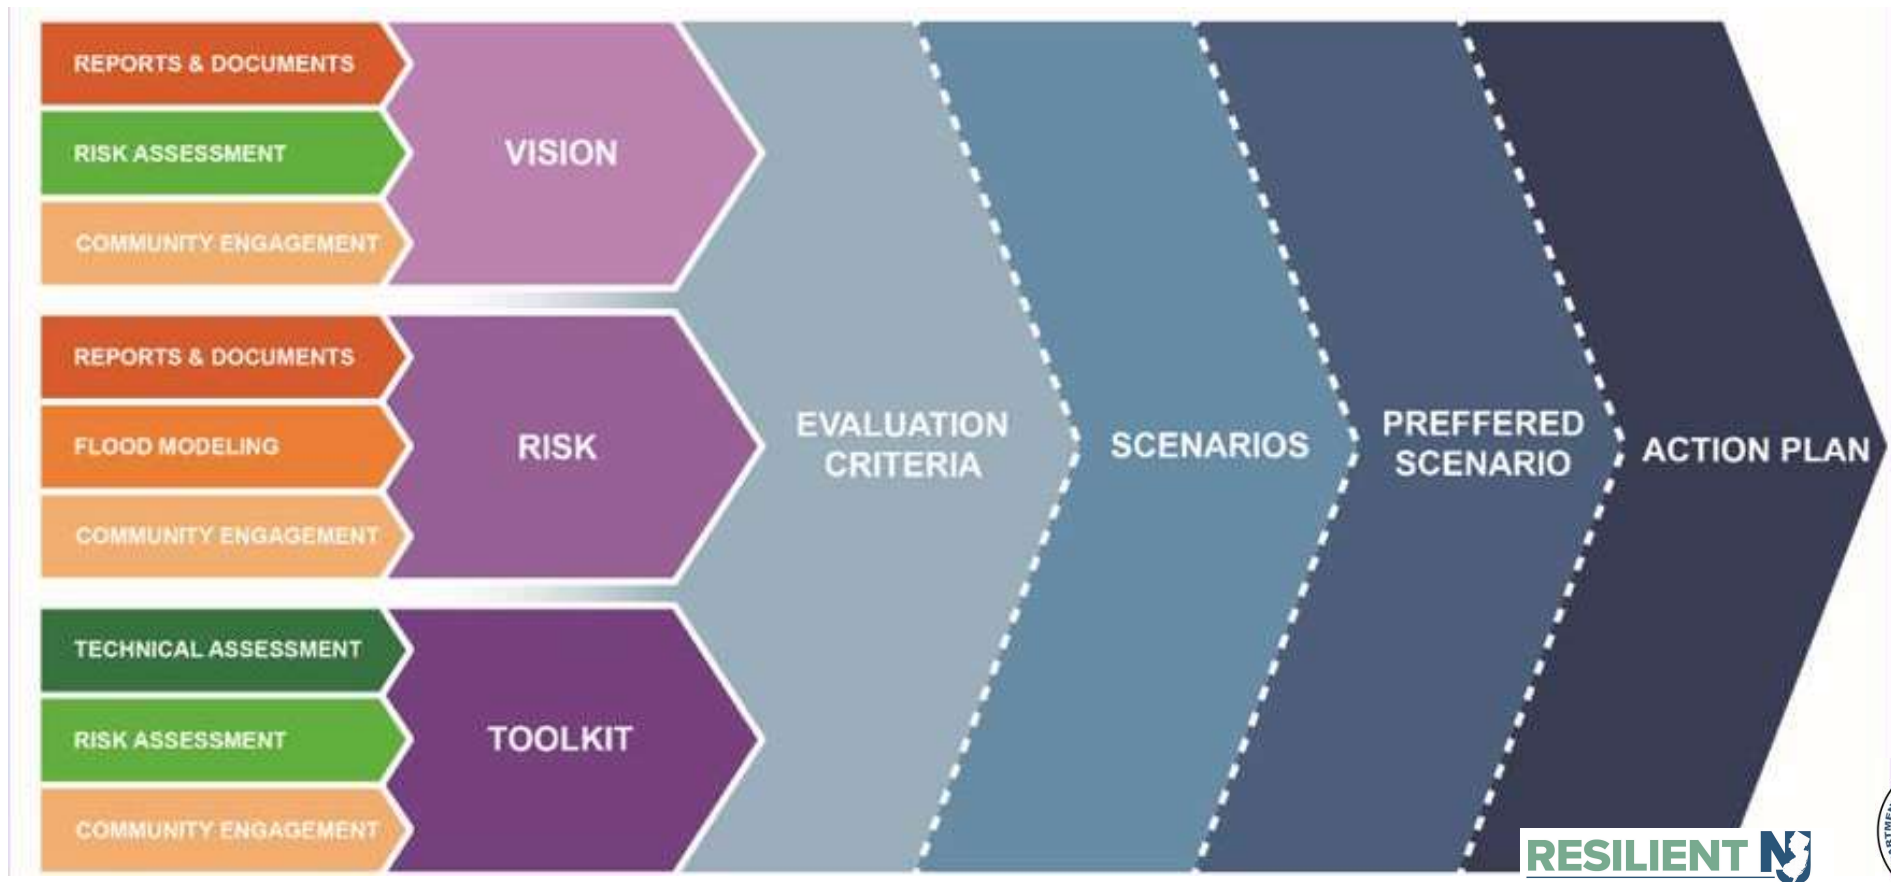 REPORTS & DOCUMENTS
RISK ASSESSMENT
COMMUNITY ENGAGEMENT
VISION
REPORTS & DOCUMENTS
FLOOD MODELING
COMMUNITY ENGAGEMENT
RISK
TECHNICAL ASSESSMENT
RISK ASSESSMENT
COMMUNITY ENGAGEMENT
TOOLKIT
EVALUATION
CRITERIA
SCENARIOS
PREFFERED
SCENARIO
ACTION PLAN
RESILIENT NJ